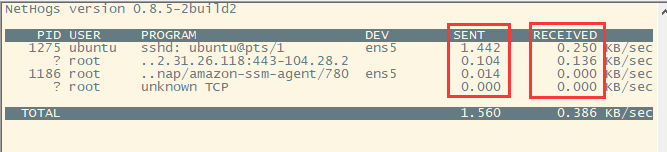 NetHogs version 0.8.5-2build2
PID USER PROGRAM DEV SENT RECEIVED
1275 ubuntu sshd: ubuntu@pts/1 ens5 1.442 0.250 KB/sec
? root ..2.31.26.118:443-104.28.2 0.104 0.136 KB/sec
1186 root ..nap/amazon-ssm-agent/780 ens5 0.014 0.000 KB/sec
? root unknown TCP 0.000 0.000 KB/sec
TOTAL 1.560 0.386 KB/sec